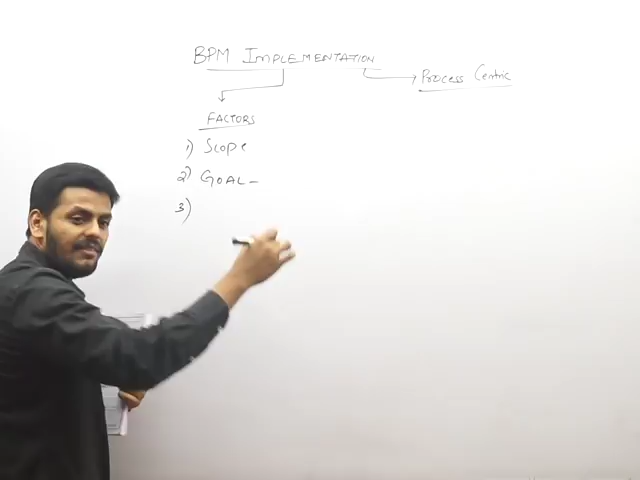 BPM IMPLEMENTATION
Process Centric
FACTORS
1) Scope
2) GOAL -
3)